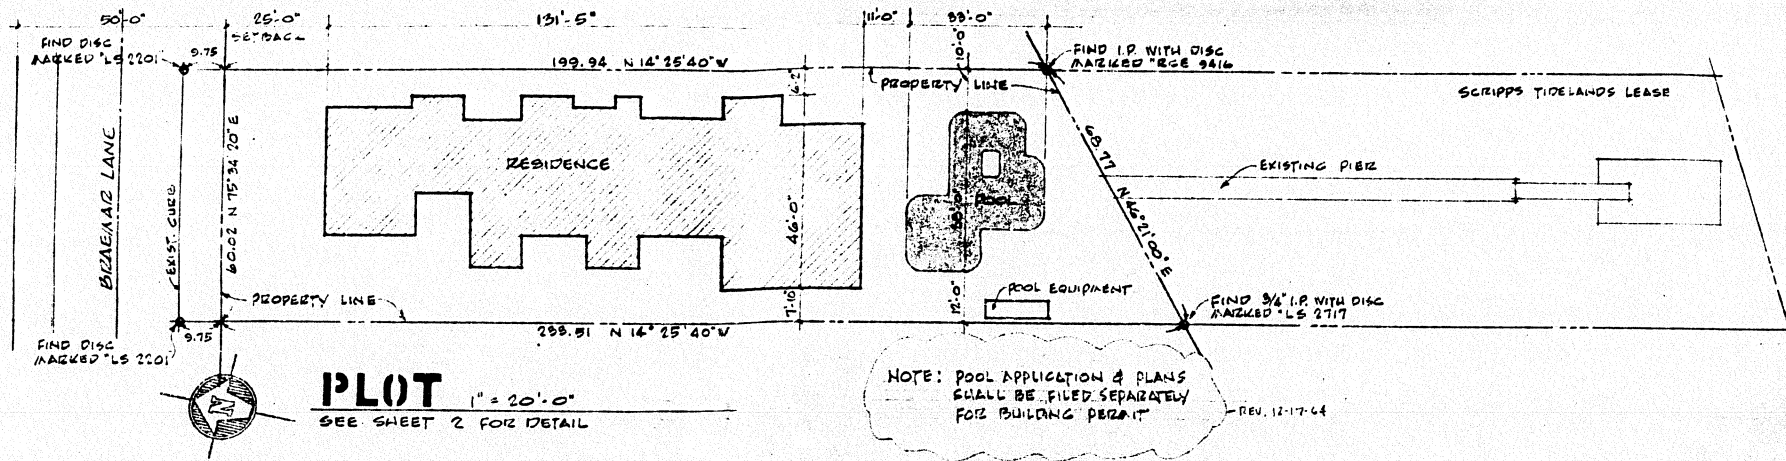 50'-0"
25'-0"
SETBACK
131'-5"
11'-0"
33'-0"
10'-0"
FIND DISC
MARKED "LS 2201
9.75
199.94 N 14° 25' 40" W
6'-2"
PROPERTY LINE
FIND I.P. WITH DISC
MARKED "RCE 9416
SCRIPPS TIDELANDS LEASE
BRAEMAR LANE
EXIST. CURB
60.02 N 75° 34' 20" E
RESIDENCE
46'-0"
POOL
68.77
N 46° 21' 00" E
EXISTING PIER
PROPERTY LINE
7'-10"
12'-0"
POOL EQUIPMENT
FIND 3/4" I.P. WITH DISC
MARKED "LS 2717
9.75
233.51 N 14° 25' 40" W
FIND DISC
MARKED "LS 2201
N
PLOT 1" = 20'-0"
SEE SHEET 2 FOR DETAIL
NOTE: POOL APPLICATION & PLANS
SHALL BE FILED SEPARATELY
FOR BUILDING PERMIT
REV. 12-17-64